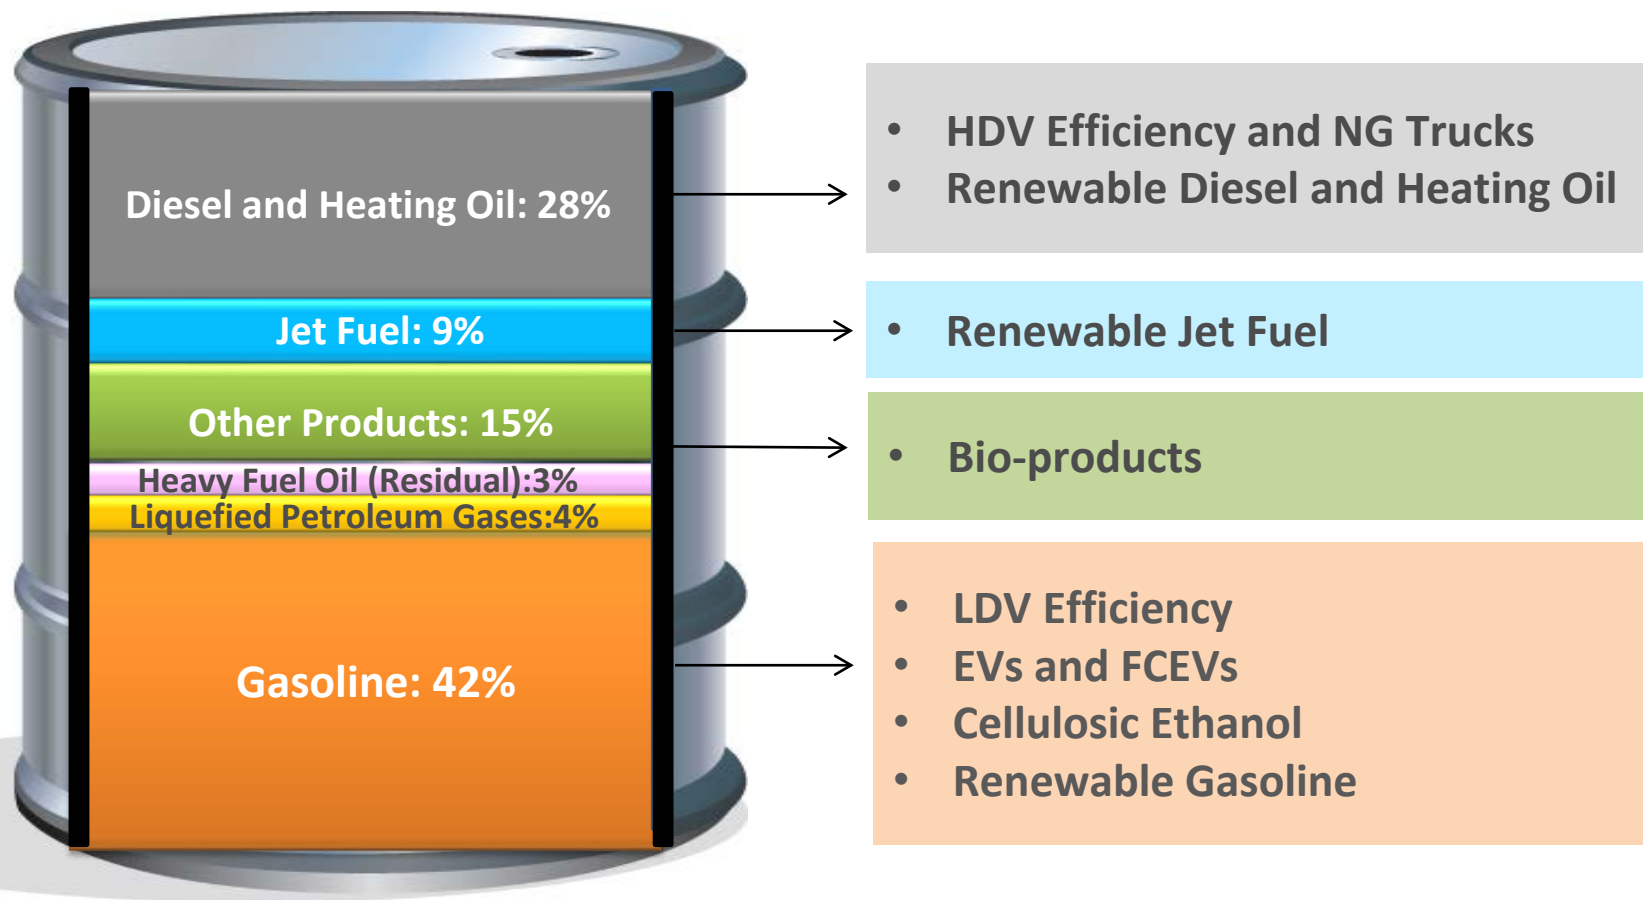 Diesel and Heating Oil: 28%
Jet Fuel: 9%
Other Products: 15%
Heavy Fuel Oil (Residual):3%
Liquefied Petroleum Gases:4%
Gasoline: 42%
• HDV Efficiency and NG Trucks
• Renewable Diesel and Heating Oil
• Renewable Jet Fuel
• Bio-products
• LDV Efficiency
• EVs and FCEVs
• Cellulosic Ethanol
• Renewable Gasoline